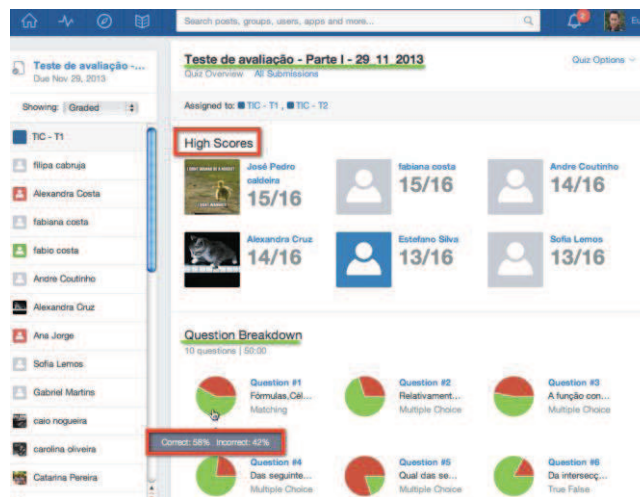 Search posts, groups, users, apps and more...
Teste de avaliação -...
Due Nov 29, 2013
Showing: Graded
TIC - T1
filipa cabruja
Alexandra Costa
fabiana costa
fabio costa
Andre Coutinho
Alexandra Cruz
Ana Jorge
Sofia Lemos
Gabriel Martins
caio nogueira
carolina oliveira
Catarina Pereira
Teste de avaliação - Parte I - 29_11_2013
Quiz Options
Quiz Overview All Submissions
Assigned to: TIC - T1 , TIC - T2
High Scores
José Pedro
caldeira
15/16
fabiana costa
15/16
Andre Coutinho
14/16
Alexandra Cruz
14/16
Estefano Silva
13/16
Sofia Lemos
13/16
Question Breakdown
10 questions | 50:00
Question #1
Fórmulas,Cél...
Matching
Question #2
Relativament...
Multiple Choice
Question #3
A função con...
Multiple Choice
Correct: 58% Incorrect: 42%
Question #4
Das seguinte...
Multiple Choice
Question #5
Qual das se...
Multiple Choice
Question #6
Da intersecç...
True False